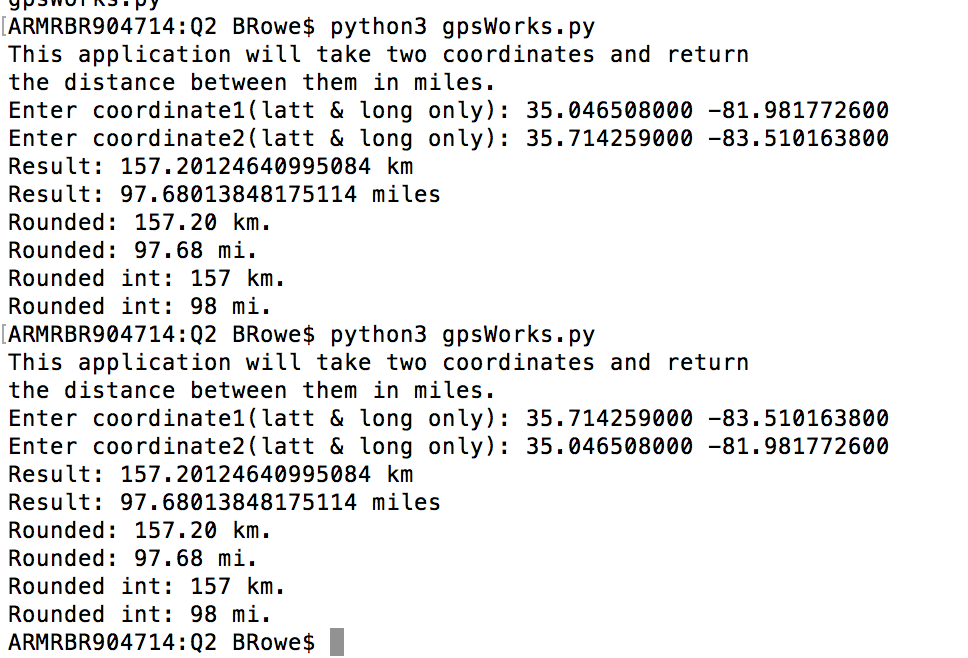 gpsWorks.py
[ARMRBR904714:Q2 BRowe$ python3 gpsWorks.py
This application will take two coordinates and return
the distance between them in miles.
Enter coordinate1(latt & long only): 35.046508000 -81.981772600
Enter coordinate2(latt & long only): 35.714259000 -83.510163800
Result: 157.20124640995084 km
Result: 97.68013848175114 miles
Rounded: 157.20 km.
Rounded: 97.68 mi.
Rounded int: 157 km.
Rounded int: 98 mi.
[ARMRBR904714:Q2 BRowe$ python3 gpsWorks.py
This application will take two coordinates and return
the distance between them in miles.
Enter coordinate1(latt & long only): 35.714259000 -83.510163800
Enter coordinate2(latt & long only): 35.046508000 -81.981772600
Result: 157.20124640995084 km
Result: 97.68013848175114 miles
Rounded: 157.20 km.
Rounded: 97.68 mi.
Rounded int: 157 km.
Rounded int: 98 mi.
ARMRBR904714:Q2 BRowe$